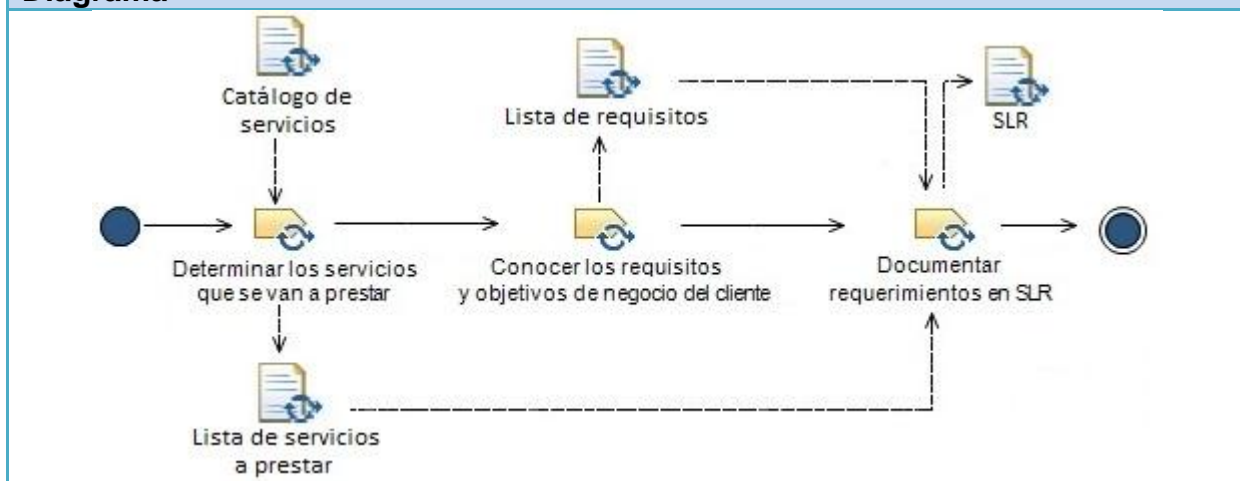 Diagrama
Catálogo de
servicios
Lista de requisitos
SLR
Determinar los servicios
que se van a prestar
Conocer los requisitos
y objetivos de negocio del cliente
Documentar
requerimientos en SLR
Lista de servicios
a prestar